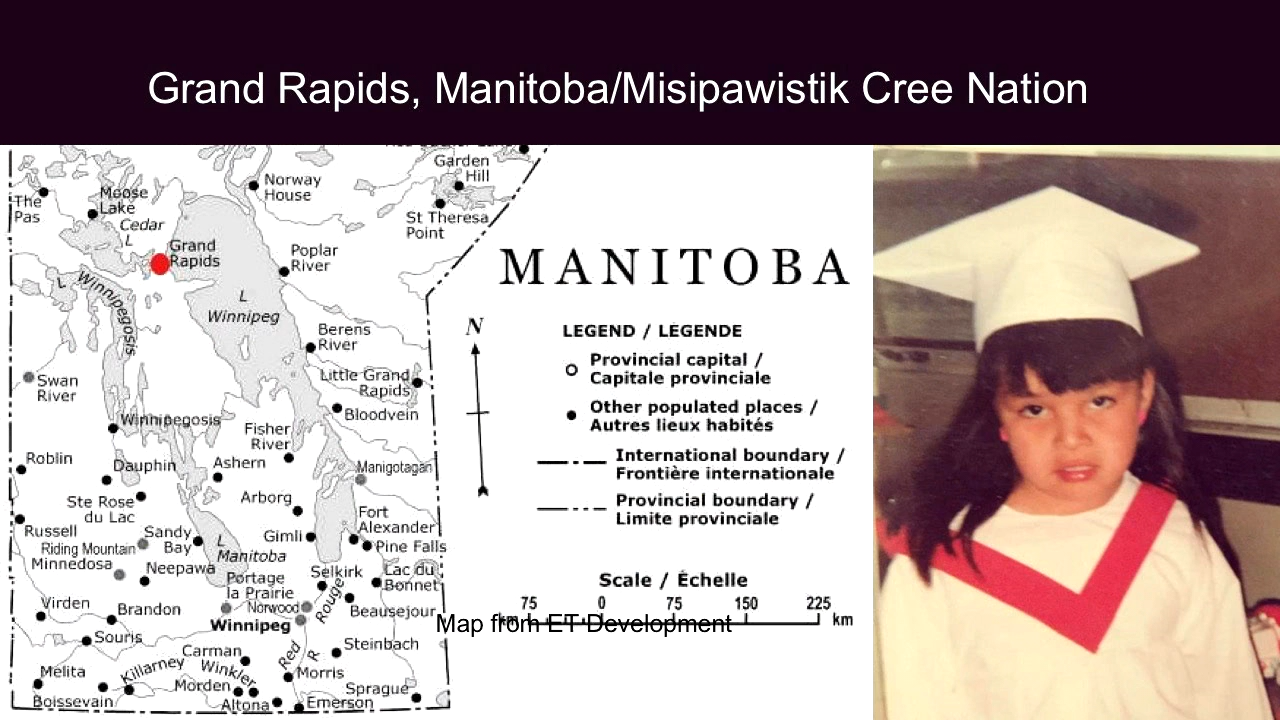 Grand Rapids, Manitoba/Misipawistik Cree Nation
Garden
Hill
Norway
House
The
Pas
Moose
Lake
St Theresa
Point
Cedar
L
Grand
Rapids
Poplar
River
L Winnipegosis
L
Winnipeg
Berens
River
Swan
River
Little Grand
Rapids
Bloodvein
Winnipegosis
Fisher
River
Roblin
Dauphin
Ashern
Manigotagan
Ste Rose
du Lac
Arborg
Fort
Alexander
Russell
Sandy
Bay
Gimli
Pine Falls
Riding Mountain
L
Manitoba
Minnedosa
Neepawa
Portage
la Prairie
Selkirk
Lac du
Bonnet
Virden
Brandon
Norwood
Rouge
Beausejour
Winnipeg
Souris
Carman
Red
R
Steinbach
Melita
Killarney
Winkler
Morris
Morden
Sprague
Boissevain
Altona
Emerson
MANITOBA
N
LEGEND / LÉGENDE
Provincial capital /
Capitale provinciale
Other populated places /
Autres lieux habités
International boundary /
Frontière internationale
Provincial boundary /
Limite provinciale
Scale / Échelle
75 0 75 150 225
km km
Map from ET Development